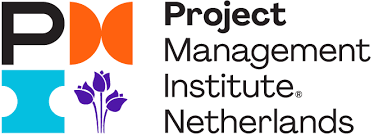 P
Project
Management
Institute®
Netherlands